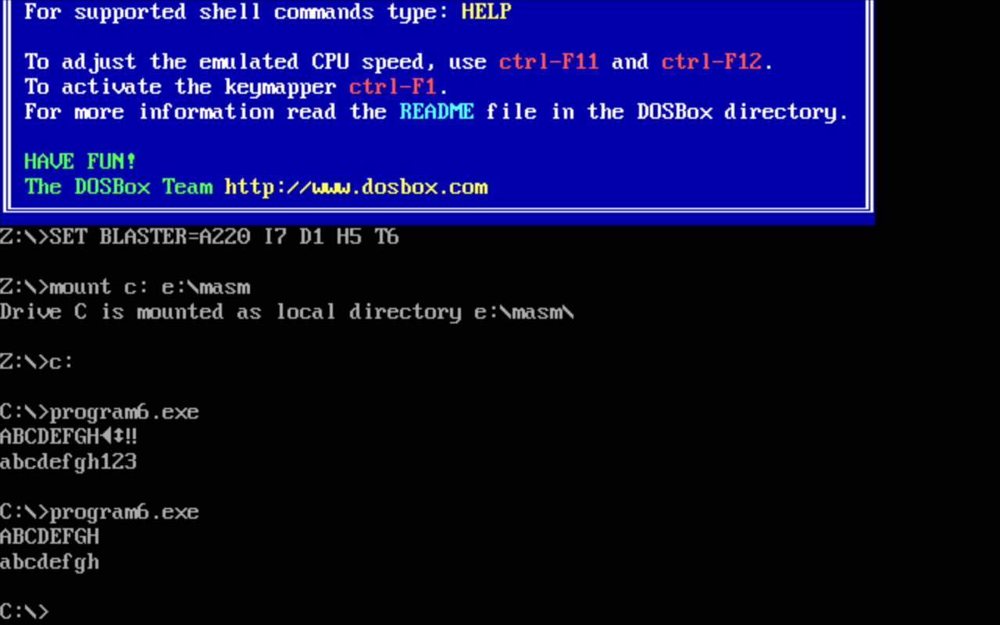 For supported shell commands type: HELP
To adjust the emulated CPU speed, use ctrl-F11 and ctrl-F12.
To activate the keymapper ctrl-F1.
For more information read the README file in the DOSBox directory.
HAVE FUN!
The DOSBox Team http://www.dosbox.com
Z:\>SET BLASTER=A220 I7 D1 H5 T6
Z:\>mount c: e:\masm
Drive C is mounted as local directory e:\masm\
Z:\>c:
C:\>program6.exe
ABCDEFGH◄↕‼
abcdefgh123
C:\>program6.exe
ABCDEFGH
abcdefgh
C:\>